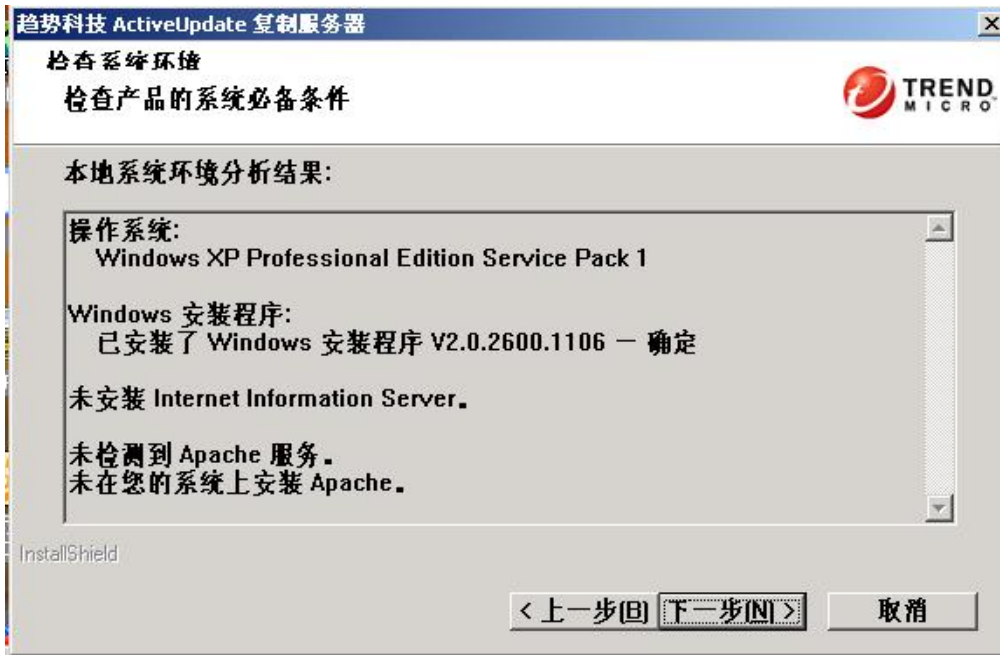 趋势科技 ActiveUpdate 复制服务器
检查系统环境
检查产品的系统必备条件
TREND
MICRO
本地系统环境分析结果:
操作系统:
Windows XP Professional Edition Service Pack 1
Windows 安装程序:
已安装了 Windows 安装程序 V2.0.2600.1106 － 确定
未安装 Internet Information Server。
未检测到 Apache 服务。
未在您的系统上安装 Apache。
InstallShield
< 上一步(B) 下一步(N) > 取消